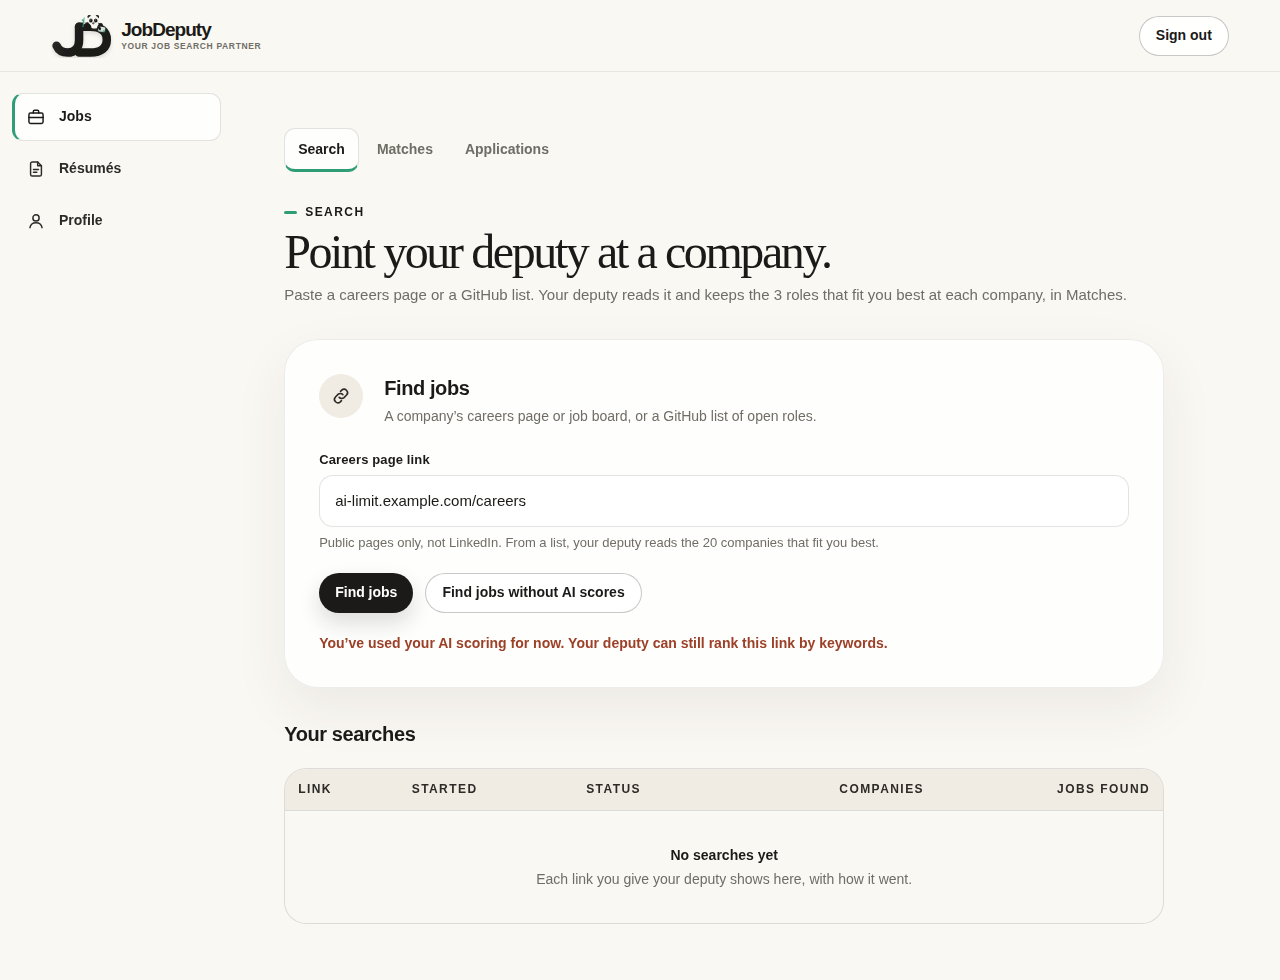 JobDeputy
YOUR JOB SEARCH PARTNER
Sign out
Jobs
Résumés
Profile
Search
Matches
Applications
SEARCH
Point your deputy at a company.
Paste a careers page or a GitHub list. Your deputy reads it and keeps the 3 roles that fit you best at each company, in Matches.
Find jobs
A company’s careers page or job board, or a GitHub list of open roles.
Careers page link
ai-limit.example.com/careers
Public pages only, not LinkedIn. From a list, your deputy reads the 20 companies that fit you best.
Find jobs
Find jobs without AI scores
You’ve used your AI scoring for now. Your deputy can still rank this link by keywords.
Your searches
LINK
STARTED
STATUS
COMPANIES
JOBS FOUND
No searches yet
Each link you give your deputy shows here, with how it went.